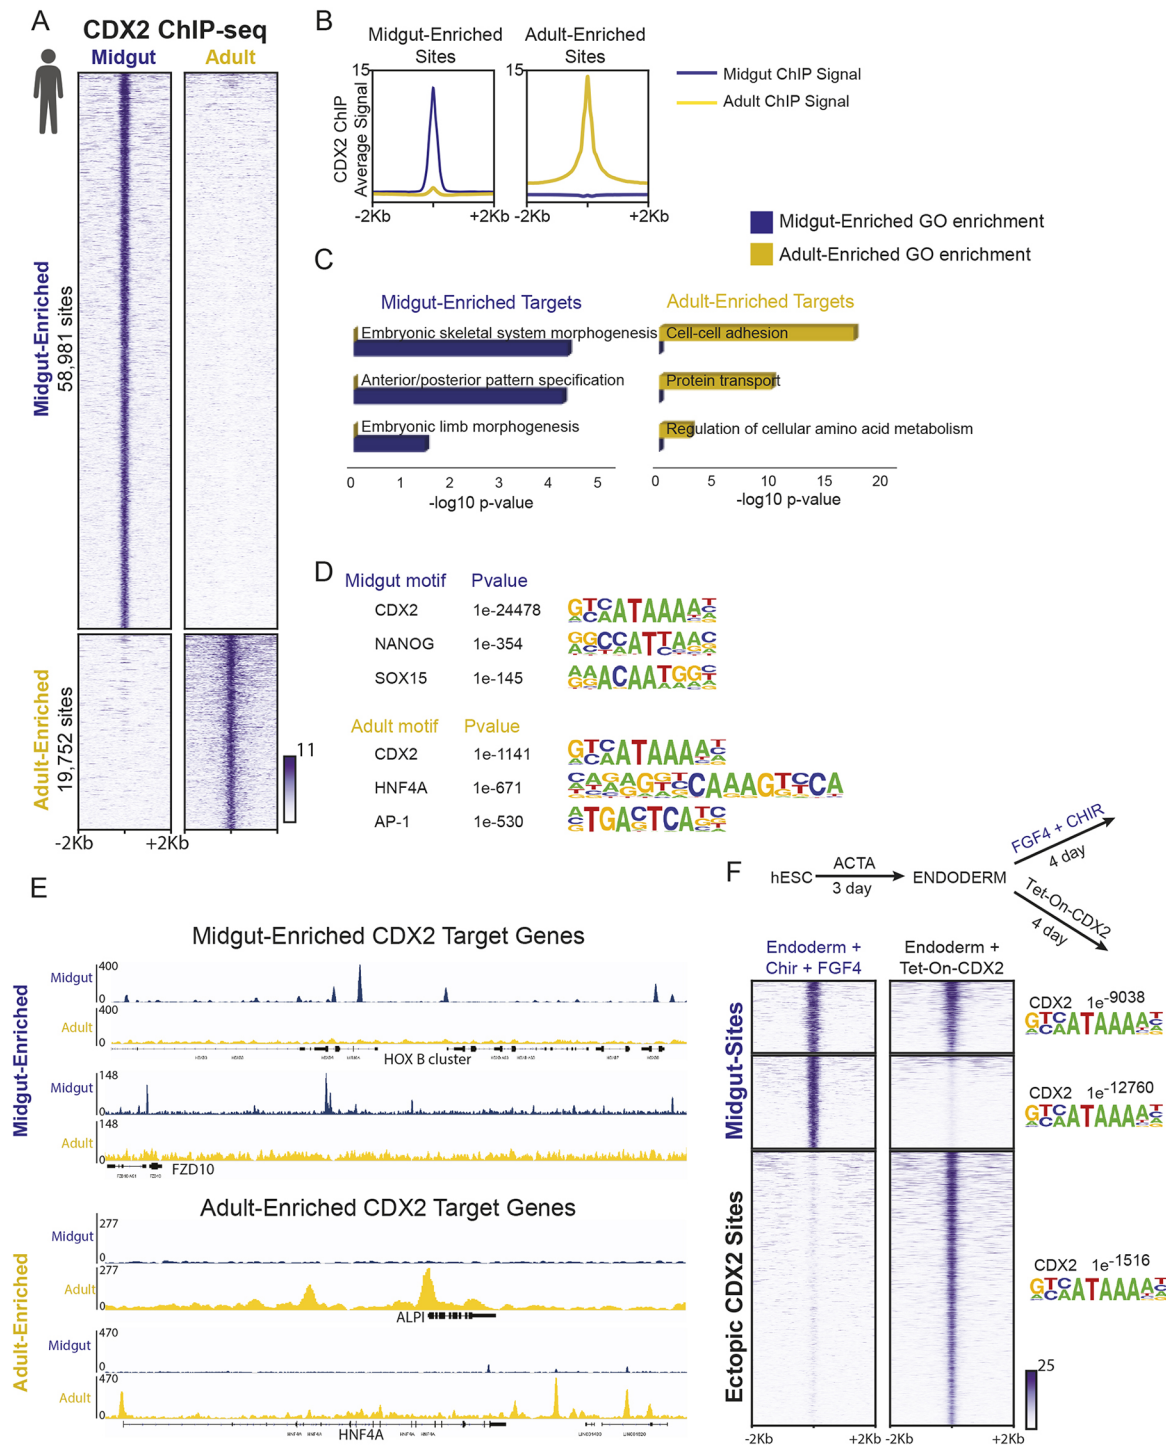 A
CDX2 ChIP-seq
Midgut Adult
Midgut-Enriched
58,981 sites
Adult-Enriched
19,752 sites
11
-2Kb +2Kb
B
Midgut-Enriched Sites
Adult-Enriched Sites
CDX2 ChIP
Average Signal
15 15
-2Kb +2Kb -2Kb +2Kb
Midgut ChIP Signal
Adult ChIP Signal
Midgut-Enriched GO enrichment
Adult-Enriched GO enrichment
C
Midgut-Enriched Targets
Embryonic skeletal system morphogenesis
Anterior/posterior pattern specification
Embryonic limb morphogenesis
0 1 2 3 4 5
-log10 p-value
Adult-Enriched Targets
Cell-cell adhesion
Protein transport
Regulation of cellular amino acid metabolism
0 5 10 15 20
-log10 p-value
D
Midgut motif Pvalue
CDX2 1e-24478
NANOG 1e-354
SOX15 1e-145
Adult motif Pvalue
CDX2 1e-1141
HNF4A 1e-671
AP-1 1e-530
E
Midgut-Enriched CDX2 Target Genes
Midgut-Enriched
Midgut 400 0
Adult 400 0
HOX B cluster
Midgut 148 0
Adult 148 0
FZD10
Adult-Enriched CDX2 Target Genes
Adult-Enriched
Midgut 277 0
Adult 277 0
ALPI
Midgut 470 0
Adult 470 0
HNF4A
F
hESC ACTA 3 day ENDODERM
FGF4 + CHIR
4 day
Tet-On-CDX2
4 day
Endoderm + Chir + FGF4
Endoderm + Tet-On-CDX2
Midgut-Sites
Ectopic CDX2 Sites
CDX2 1e-9038
CDX2 1e-12760
CDX2 1e-1516
25
-2Kb +2Kb -2Kb +2Kb